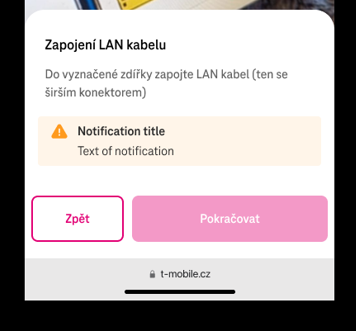 Zapojení LAN kabelu
Do vyznačené zdířky zapojte LAN kabel (ten se
širším konektorem)
Notification title
Text of notification
Zpět
Pokračovat
t-mobile.cz